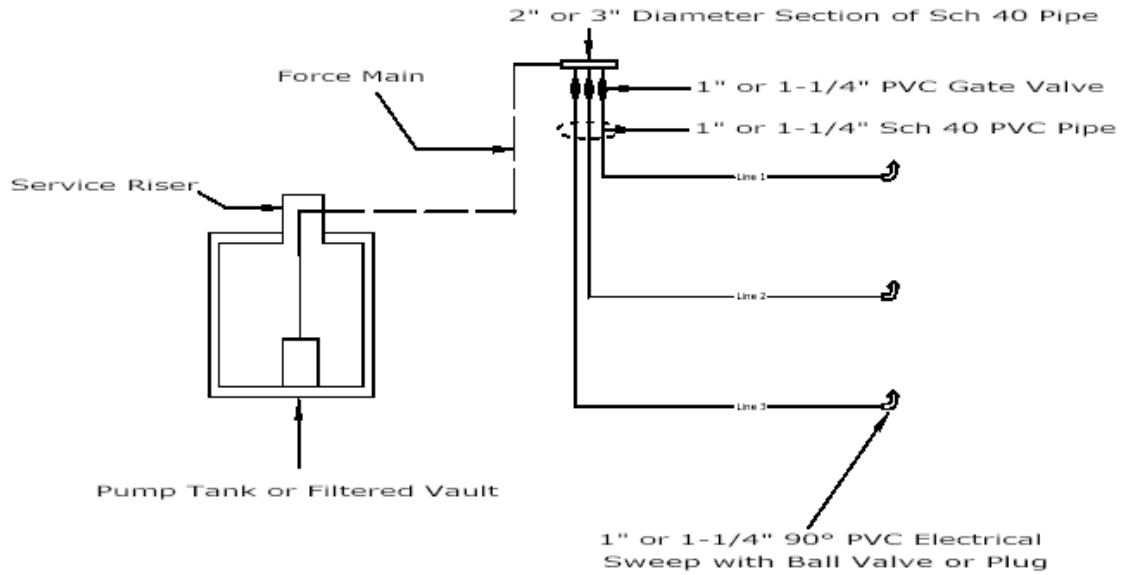 2" or 3" Diameter Section of Sch 40 Pipe
Force Main
1" or 1-1/4" PVC Gate Valve
1" or 1-1/4" Sch 40 PVC Pipe
Service Riser
Line 1
Line 2
Line 3
Pump Tank or Filtered Vault
1" or 1-1/4" 90° PVC Electrical
Sweep with Ball Valve or Plug